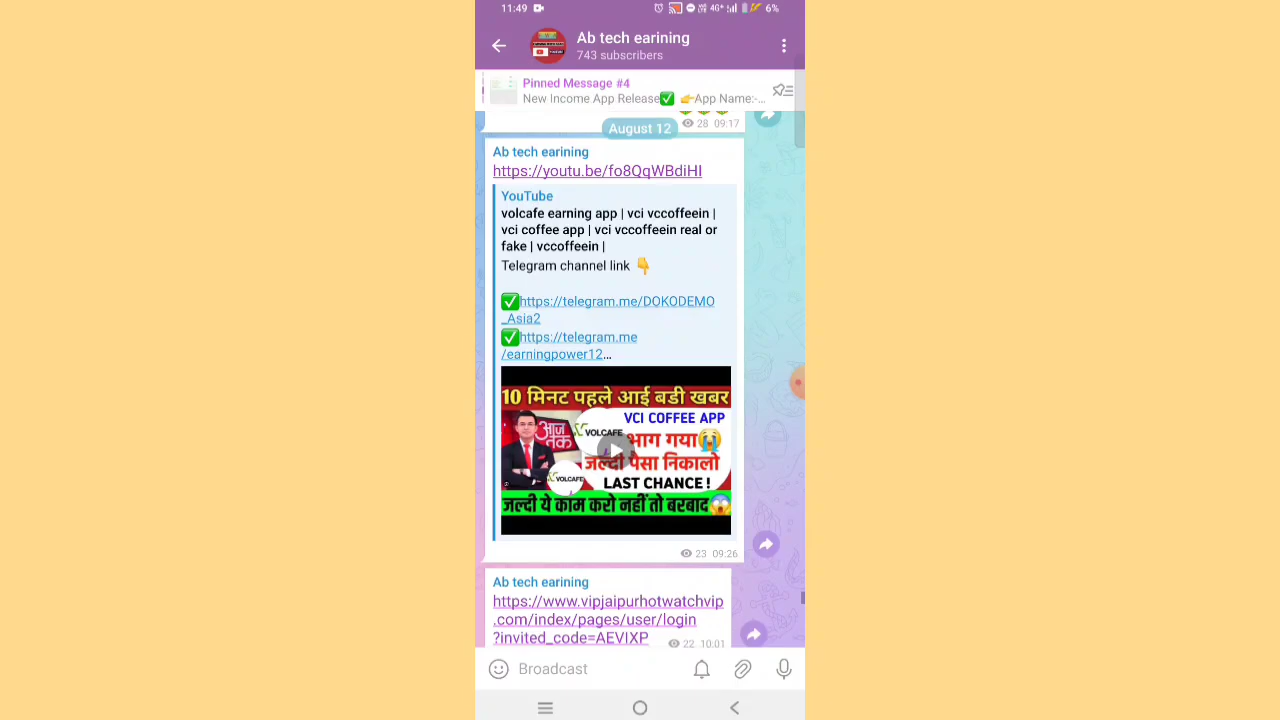 11:49 4G+ 6%
Ab tech earining
743 subscribers
Pinned Message #4
New Income App Release✅ 👉App Name:-...
28 09:17
August 12
Ab tech earining
https://youtu.be/fo8QqWBdiHI
YouTube
volcafe earning app | vci vccoffeein |
vci coffee app | vci vccoffeein real or
fake | vccoffeein |
Telegram channel link 👇
✅https://telegram.me/DOKODEMO
_Asia2
✅https://telegram.me
/earningpower12...
10 मिनट पहले आई बडी खबर
VCI COFFEE APP
आज तक
VOLCAFE
भाग गया😭
जल्दी पैसा निकालो
VOLCAFE
LAST CHANCE !
जल्दी ये काम करो नहीं तो बरबाद😱
23 09:26
Ab tech earining
https://www.vipjaipurhotwatchvip
.com/index/pages/user/login
?invited_code=AEVIXP
22 10:01
Broadcast